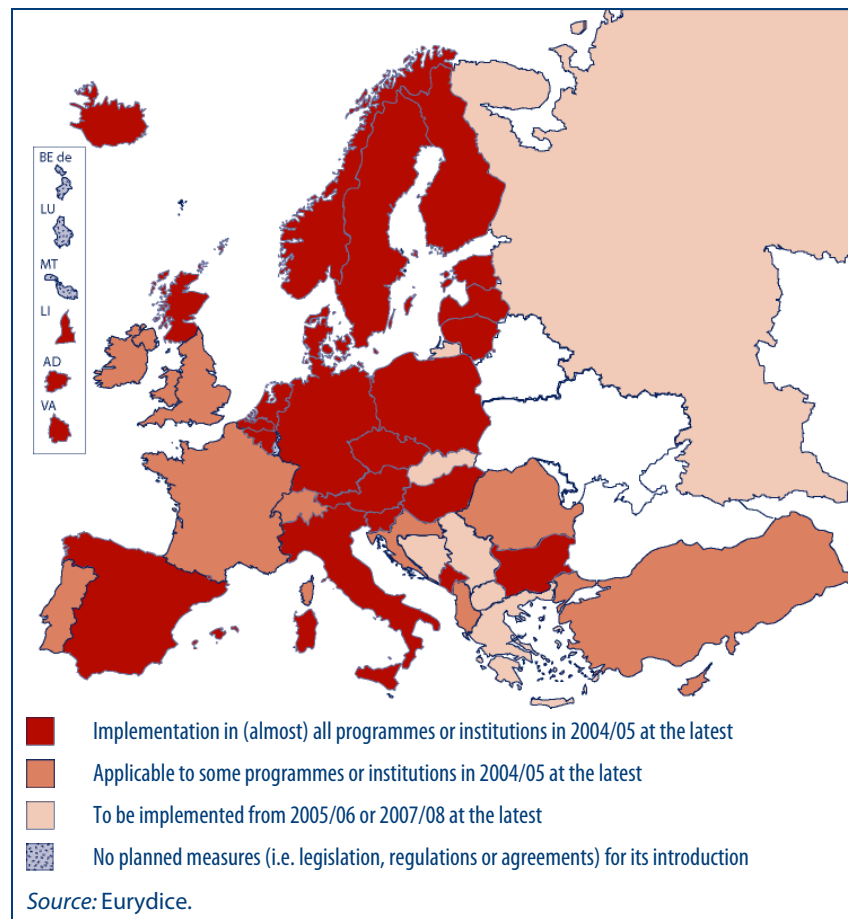 BE de
LU
MT
LI
AD
VA
Implementation in (almost) all programmes or institutions in 2004/05 at the latest
Applicable to some programmes or institutions in 2004/05 at the latest
To be implemented from 2005/06 or 2007/08 at the latest
No planned measures (i.e. legislation, regulations or agreements) for its introduction
Source: Eurydice.